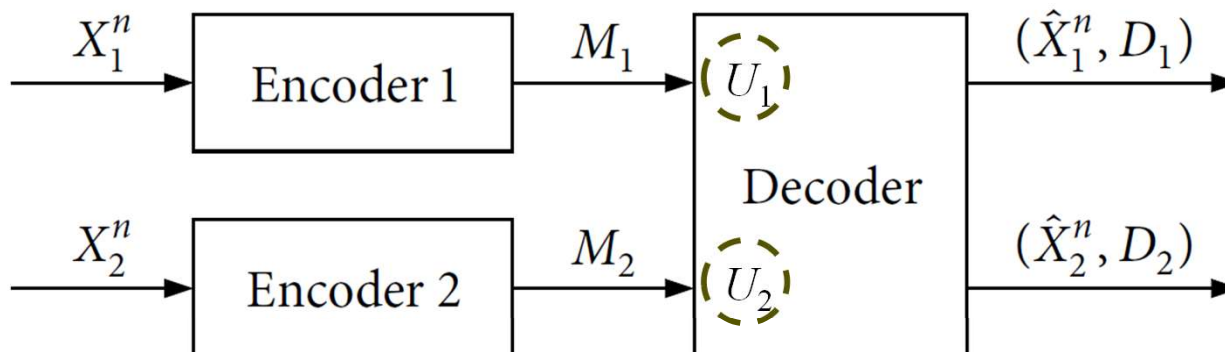 X_1^n Encoder 1 M_1 U_1 (X̂_1^n, D_1)
Decoder
X_2^n Encoder 2 M_2 U_2 (X̂_2^n, D_2)